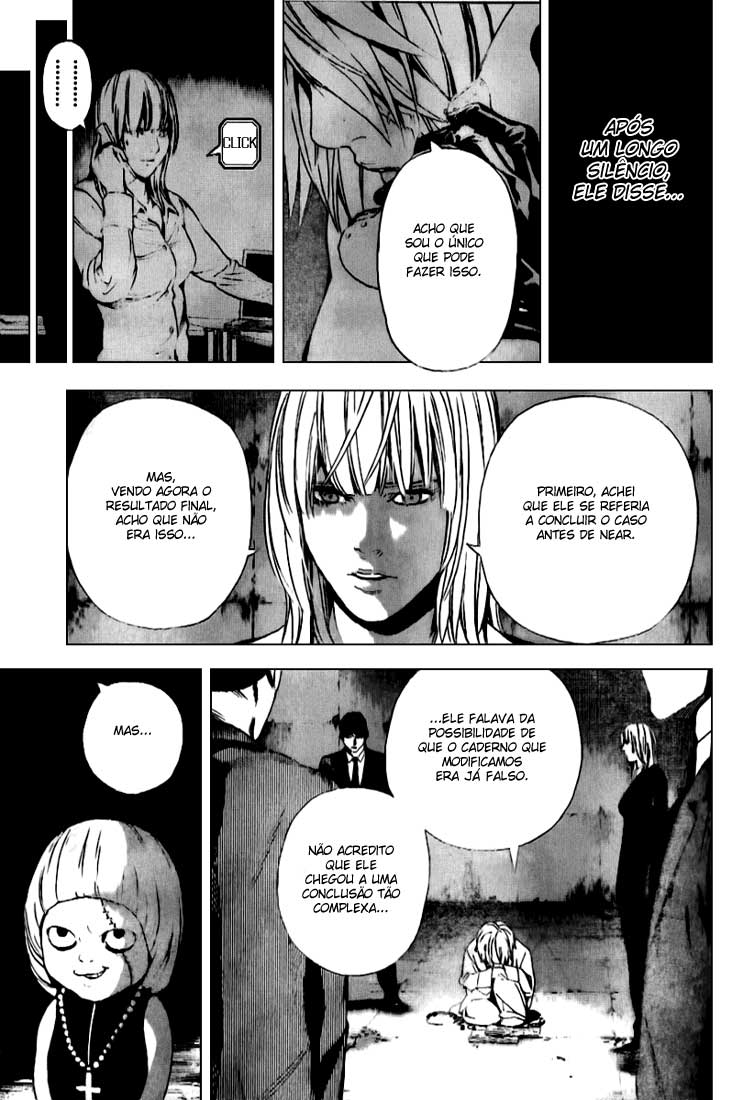 APÓS
UM LONGO
SILÊNCIO,
ELE DISSE...
ACHO QUE
SOU O ÚNICO
QUE PODE
FAZER ISSO.
CLICK
.........
PRIMEIRO, ACHEI
QUE ELE SE REFERIA
A CONCLUIR O CASO
ANTES DE NEAR.
MAS,
VENDO AGORA O
RESULTADO FINAL,
ACHO QUE NÃO
ERA ISSO...
...ELE FALAVA DA
POSSIBILIDADE DE
QUE O CADERNO QUE
MODIFICAMOS
ERA JÁ FALSO.
NÃO ACREDITO
QUE ELE
CHEGOU A UMA
CONCLUSÃO TÃO
COMPLEXA...
MAS...